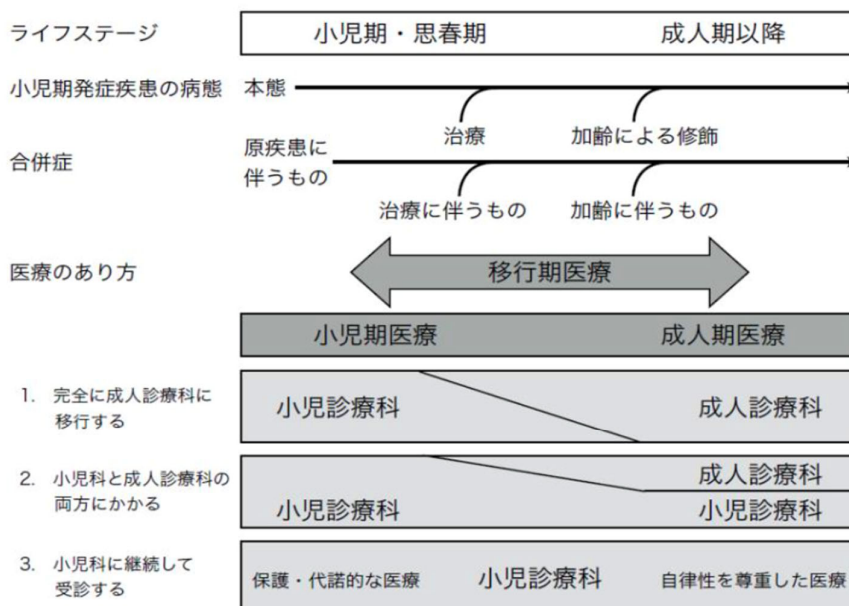 ライフステージ
小児期・思春期
成人期以降
小児期発症疾患の病態
本態
治療
加齢による修飾
合併症
原疾患に
伴うもの
治療に伴うもの
加齢に伴うもの
医療のあり方
移行期医療
小児期医療
成人期医療
1. 完全に成人診療科に
移行する
小児診療科
成人診療科
2. 小児科と成人診療科の
両方にかかる
小児診療科
成人診療科
小児診療科
3. 小児科に継続して
受診する
保護・代諾的な医療
小児診療科
自律性を尊重した医療